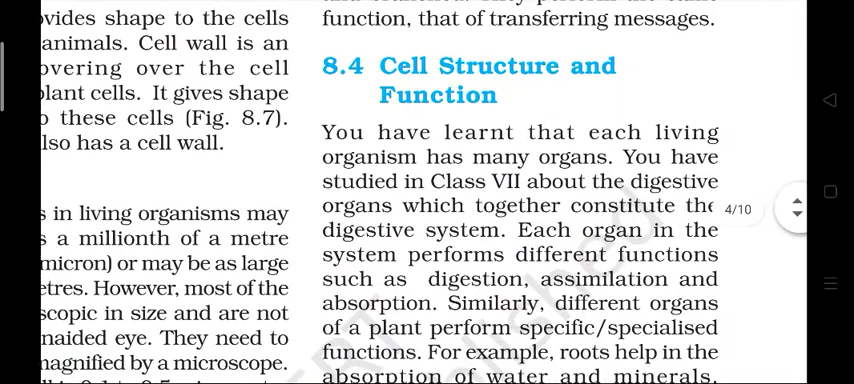 ovides shape to the cells
animals. Cell wall is an
overing over the cell
plant cells. It gives shape
o these cells (Fig. 8.7).
lso has a cell wall.
s in living organisms may
s a millionth of a metre
micron) or may be as large
etres. However, most of the
scopic in size and are not
naided eye. They need to
magnified by a microscope.
function, that of transferring messages.
8.4 Cell Structure and
Function
You have learnt that each living
organism has many organs. You have
studied in Class VII about the digestive
organs which together constitute the
digestive system. Each organ in the
system performs different functions
such as digestion, assimilation and
absorption. Similarly, different organs
of a plant perform specific/specialised
functions. For example, roots help in the
absorption of water and minerals.
4/10